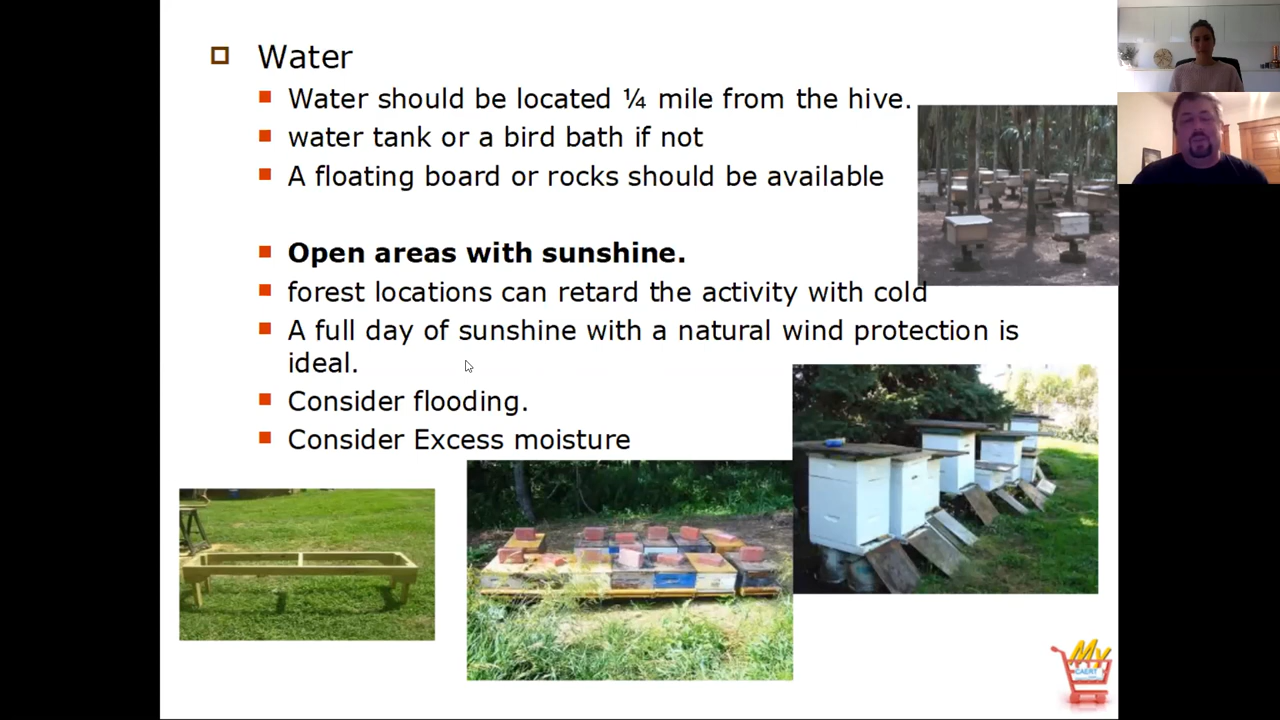 Water
Water should be located ¼ mile from the hive.
water tank or a bird bath if not
A floating board or rocks should be available
Open areas with sunshine.
forest locations can retard the activity with cold
A full day of sunshine with a natural wind protection is
ideal.
Consider flooding.
Consider Excess moisture
My
CAERT